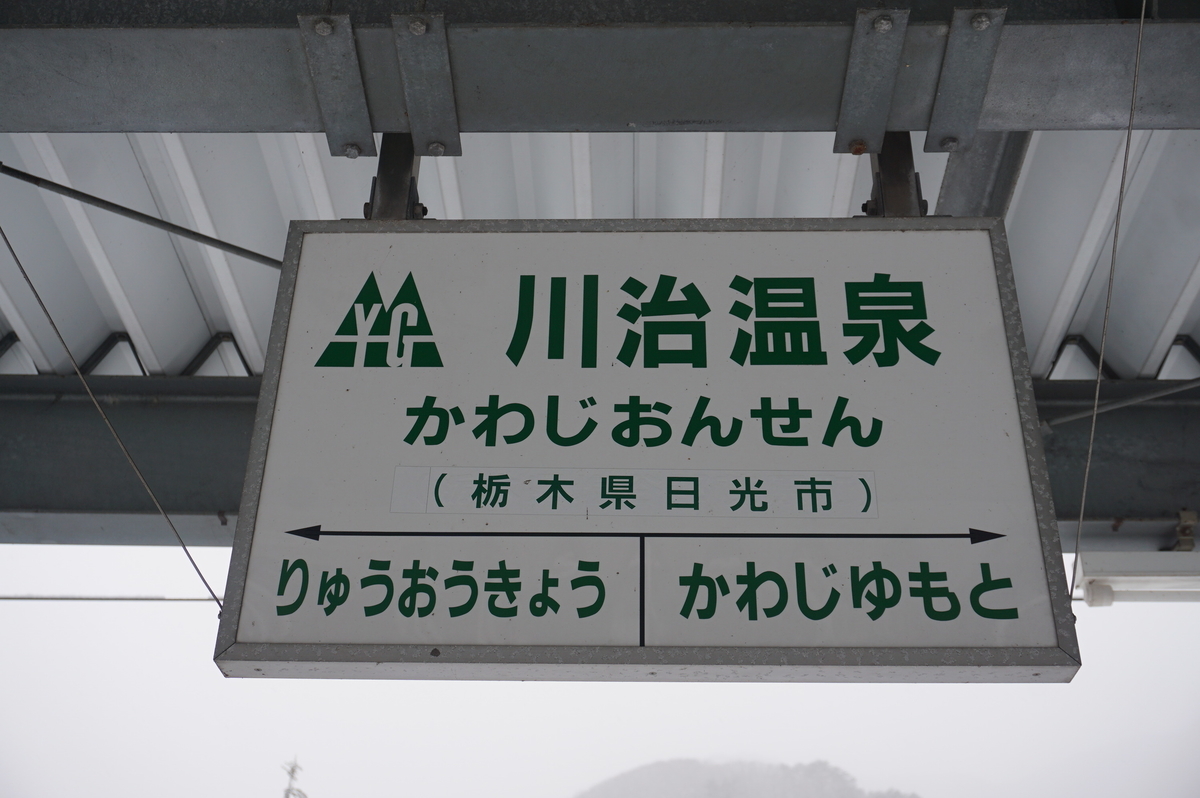 YG 川治温泉
かわじおんせん
(栃木県日光市)
りゅうおうきょう かわじゆもと